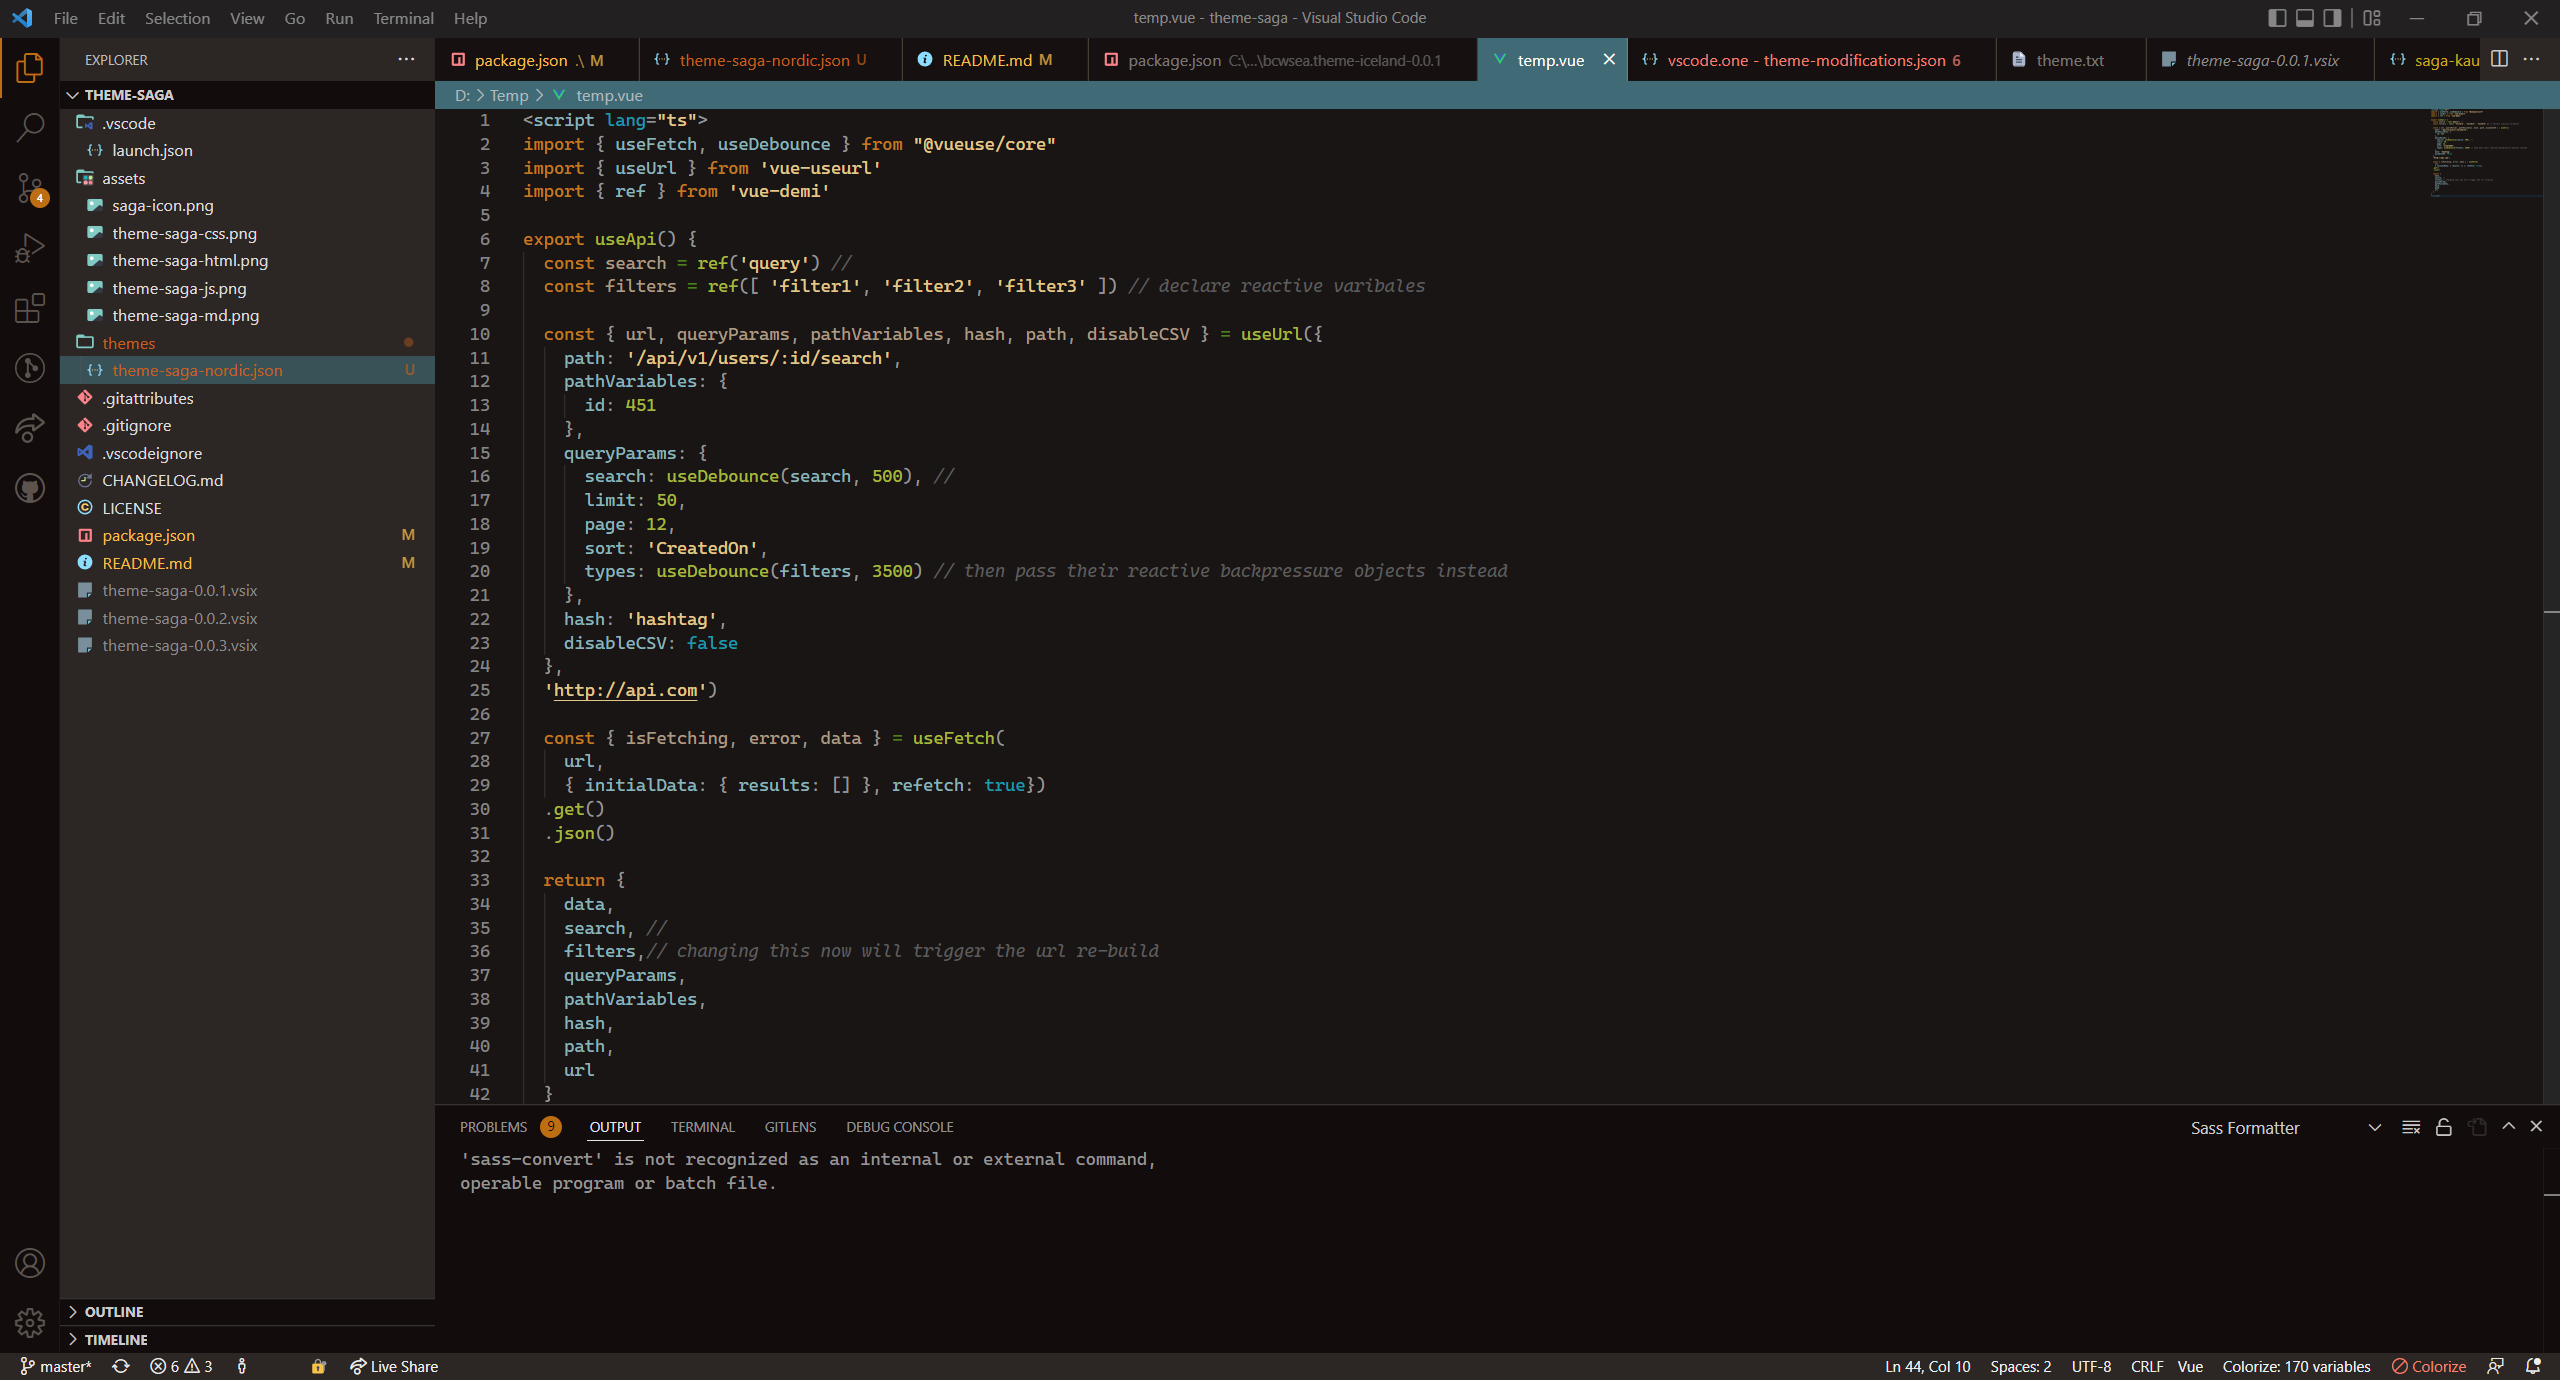 File Edit Selection View Go Run Terminal Help
temp.vue - theme-saga - Visual Studio Code
EXPLORER
THEME-SAGA
.vscode
launch.json
assets
saga-icon.png
theme-saga-css.png
theme-saga-html.png
theme-saga-js.png
theme-saga-md.png
themes
theme-saga-nordic.json U
.gitattributes
.gitignore
.vscodeignore
CHANGELOG.md
LICENSE
package.json M
README.md M
theme-saga-0.0.1.vsix
theme-saga-0.0.2.vsix
theme-saga-0.0.3.vsix
OUTLINE
TIMELINE
4
package.json .\ M
theme-saga-nordic.json U
README.md M
package.json C:\...\bcwsea.theme-iceland-0.0.1
temp.vue
vscode.one - theme-modifications.json 6
theme.txt
theme-saga-0.0.1.vsix
saga-kau
D: > Temp > temp.vue
1 <script lang="ts">
2 import { useFetch, useDebounce } from "@vueuse/core"
3 import { useUrl } from 'vue-useurl'
4 import { ref } from 'vue-demi'
5
6 export useApi() {
7 const search = ref('query') //
8 const filters = ref([ 'filter1', 'filter2', 'filter3' ]) // declare reactive varibales
9
10 const { url, queryParams, pathVariables, hash, path, disableCSV } = useUrl({
11 path: '/api/v1/users/:id/search',
12 pathVariables: {
13 id: 451
14 },
15 queryParams: {
16 search: useDebounce(search, 500), //
17 limit: 50,
18 page: 12,
19 sort: 'CreatedOn',
20 types: useDebounce(filters, 3500) // then pass their reactive backpressure objects instead
21 },
22 hash: 'hashtag',
23 disableCSV: false
24 },
25 'http://api.com')
26
27 const { isFetching, error, data } = useFetch(
28 url,
29 { initialData: { results: [] }, refetch: true})
30 .get()
31 .json()
32
33 return {
34 data,
35 search, //
36 filters,// changing this now will trigger the url re-build
37 queryParams,
38 pathVariables,
39 hash,
40 path,
41 url
42 }
PROBLEMS 9 OUTPUT TERMINAL GITLENS DEBUG CONSOLE
Sass Formatter
'sass-convert' is not recognized as an internal or external command,
operable program or batch file.
master* 6 3 Live Share
Ln 44, Col 10 Spaces: 2 UTF-8 CRLF Vue Colorize: 170 variables Colorize